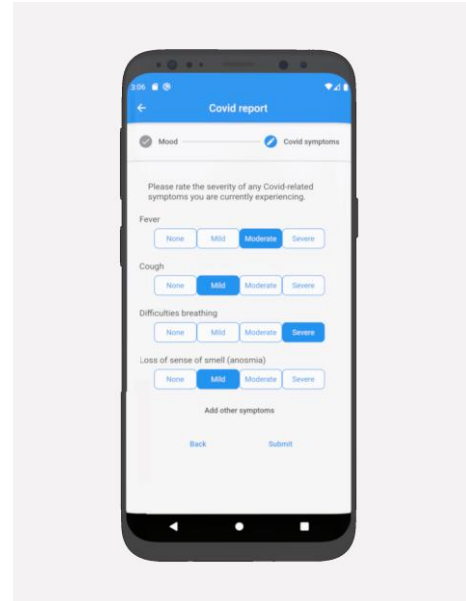 3:06
Covid report
Mood
Covid symptoms
Please rate the severity of any Covid-related
symptoms you are currently experiencing.
Fever
None Mild Moderate Severe
Cough
None Mild Moderate Severe
Difficulties breathing
None Mild Moderate Severe
Loss of sense of smell (anosmia)
None Mild Moderate Severe
Add other symptoms
Back Submit